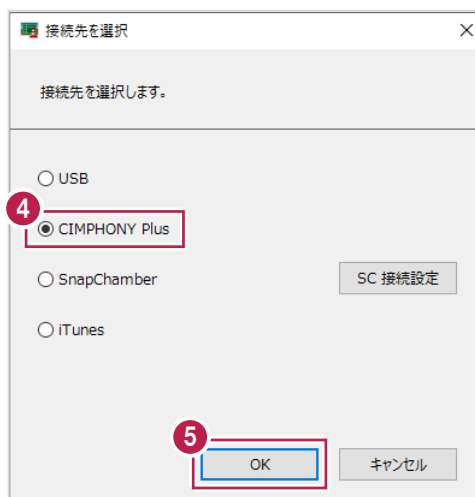 接続先を選択
接続先を選択します。
USB
4
CIMPHONY Plus
SnapChamber
SC 接続設定
iTunes
5
OK
キャンセル